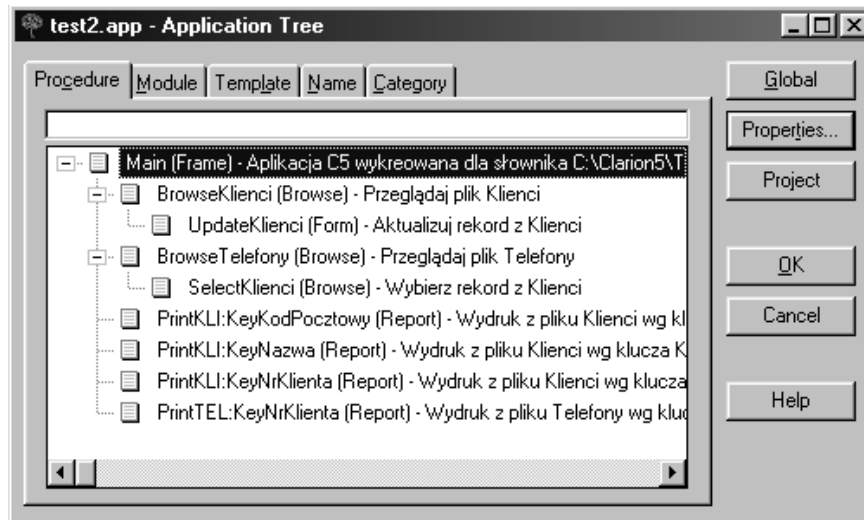 test2.app - Application Tree
Procedure Module Template Name Category
Global
Properties...
Project
OK
Cancel
Help
Main (Frame) - Aplikacja C5 wykreowana dla słownika C:\Clarion5\T
BrowseKlienci (Browse) - Przeglądaj plik Klienci
UpdateKlienci (Form) - Aktualizuj rekord z Klienci
BrowseTelefony (Browse) - Przeglądaj plik Telefony
SelectKlienci (Browse) - Wybierz rekord z Klienci
PrintKLI:KeyKodPocztowy (Report) - Wydruk z pliku Klienci wg kl
PrintKLI:KeyNazwa (Report) - Wydruk z pliku Klienci wg klucza K
PrintKLI:KeyNrKlienta (Report) - Wydruk z pliku Klienci wg klucza
PrintTEL:KeyNrKlienta (Report) - Wydruk z pliku Telefony wg kluc